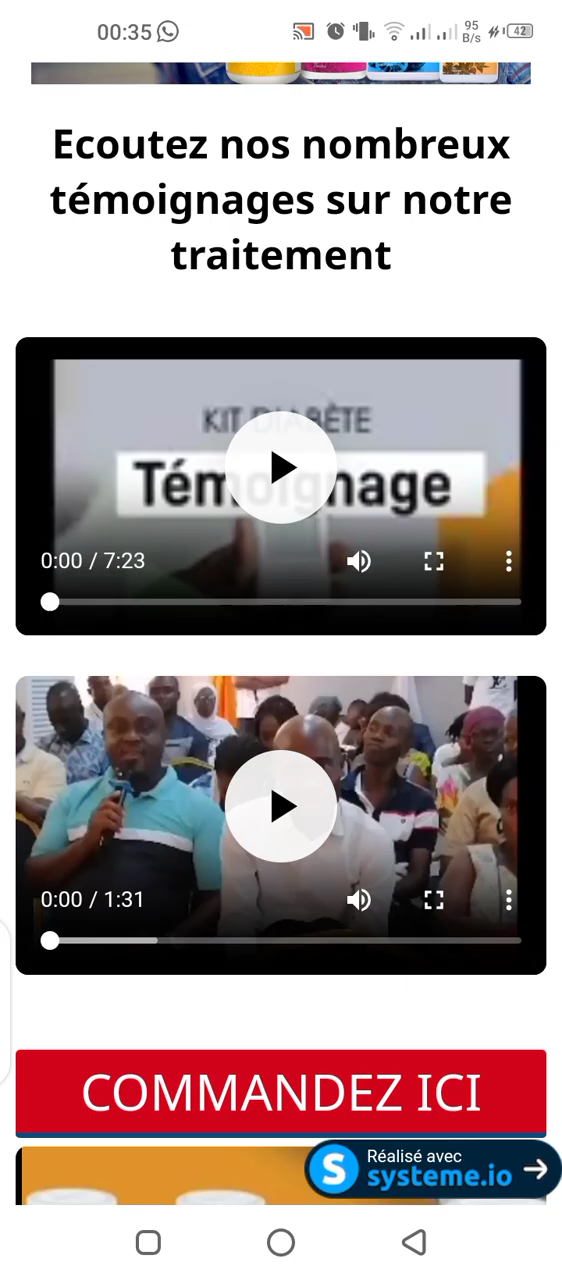 00:35
95
B/s
42
Ecoutez nos nombreux
témoignages sur notre
traitement
KIT DIABÈTE
Témoignage
0:00 / 7:23
0:00 / 1:31
COMMANDEZ ICI
Réalisé avec
S systeme.io